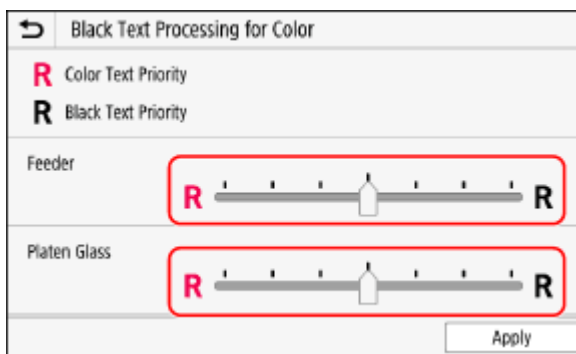 Black Text Processing for Color
R Color Text Priority
R Black Text Priority
Feeder
R R
Platen Glass
R R
Apply